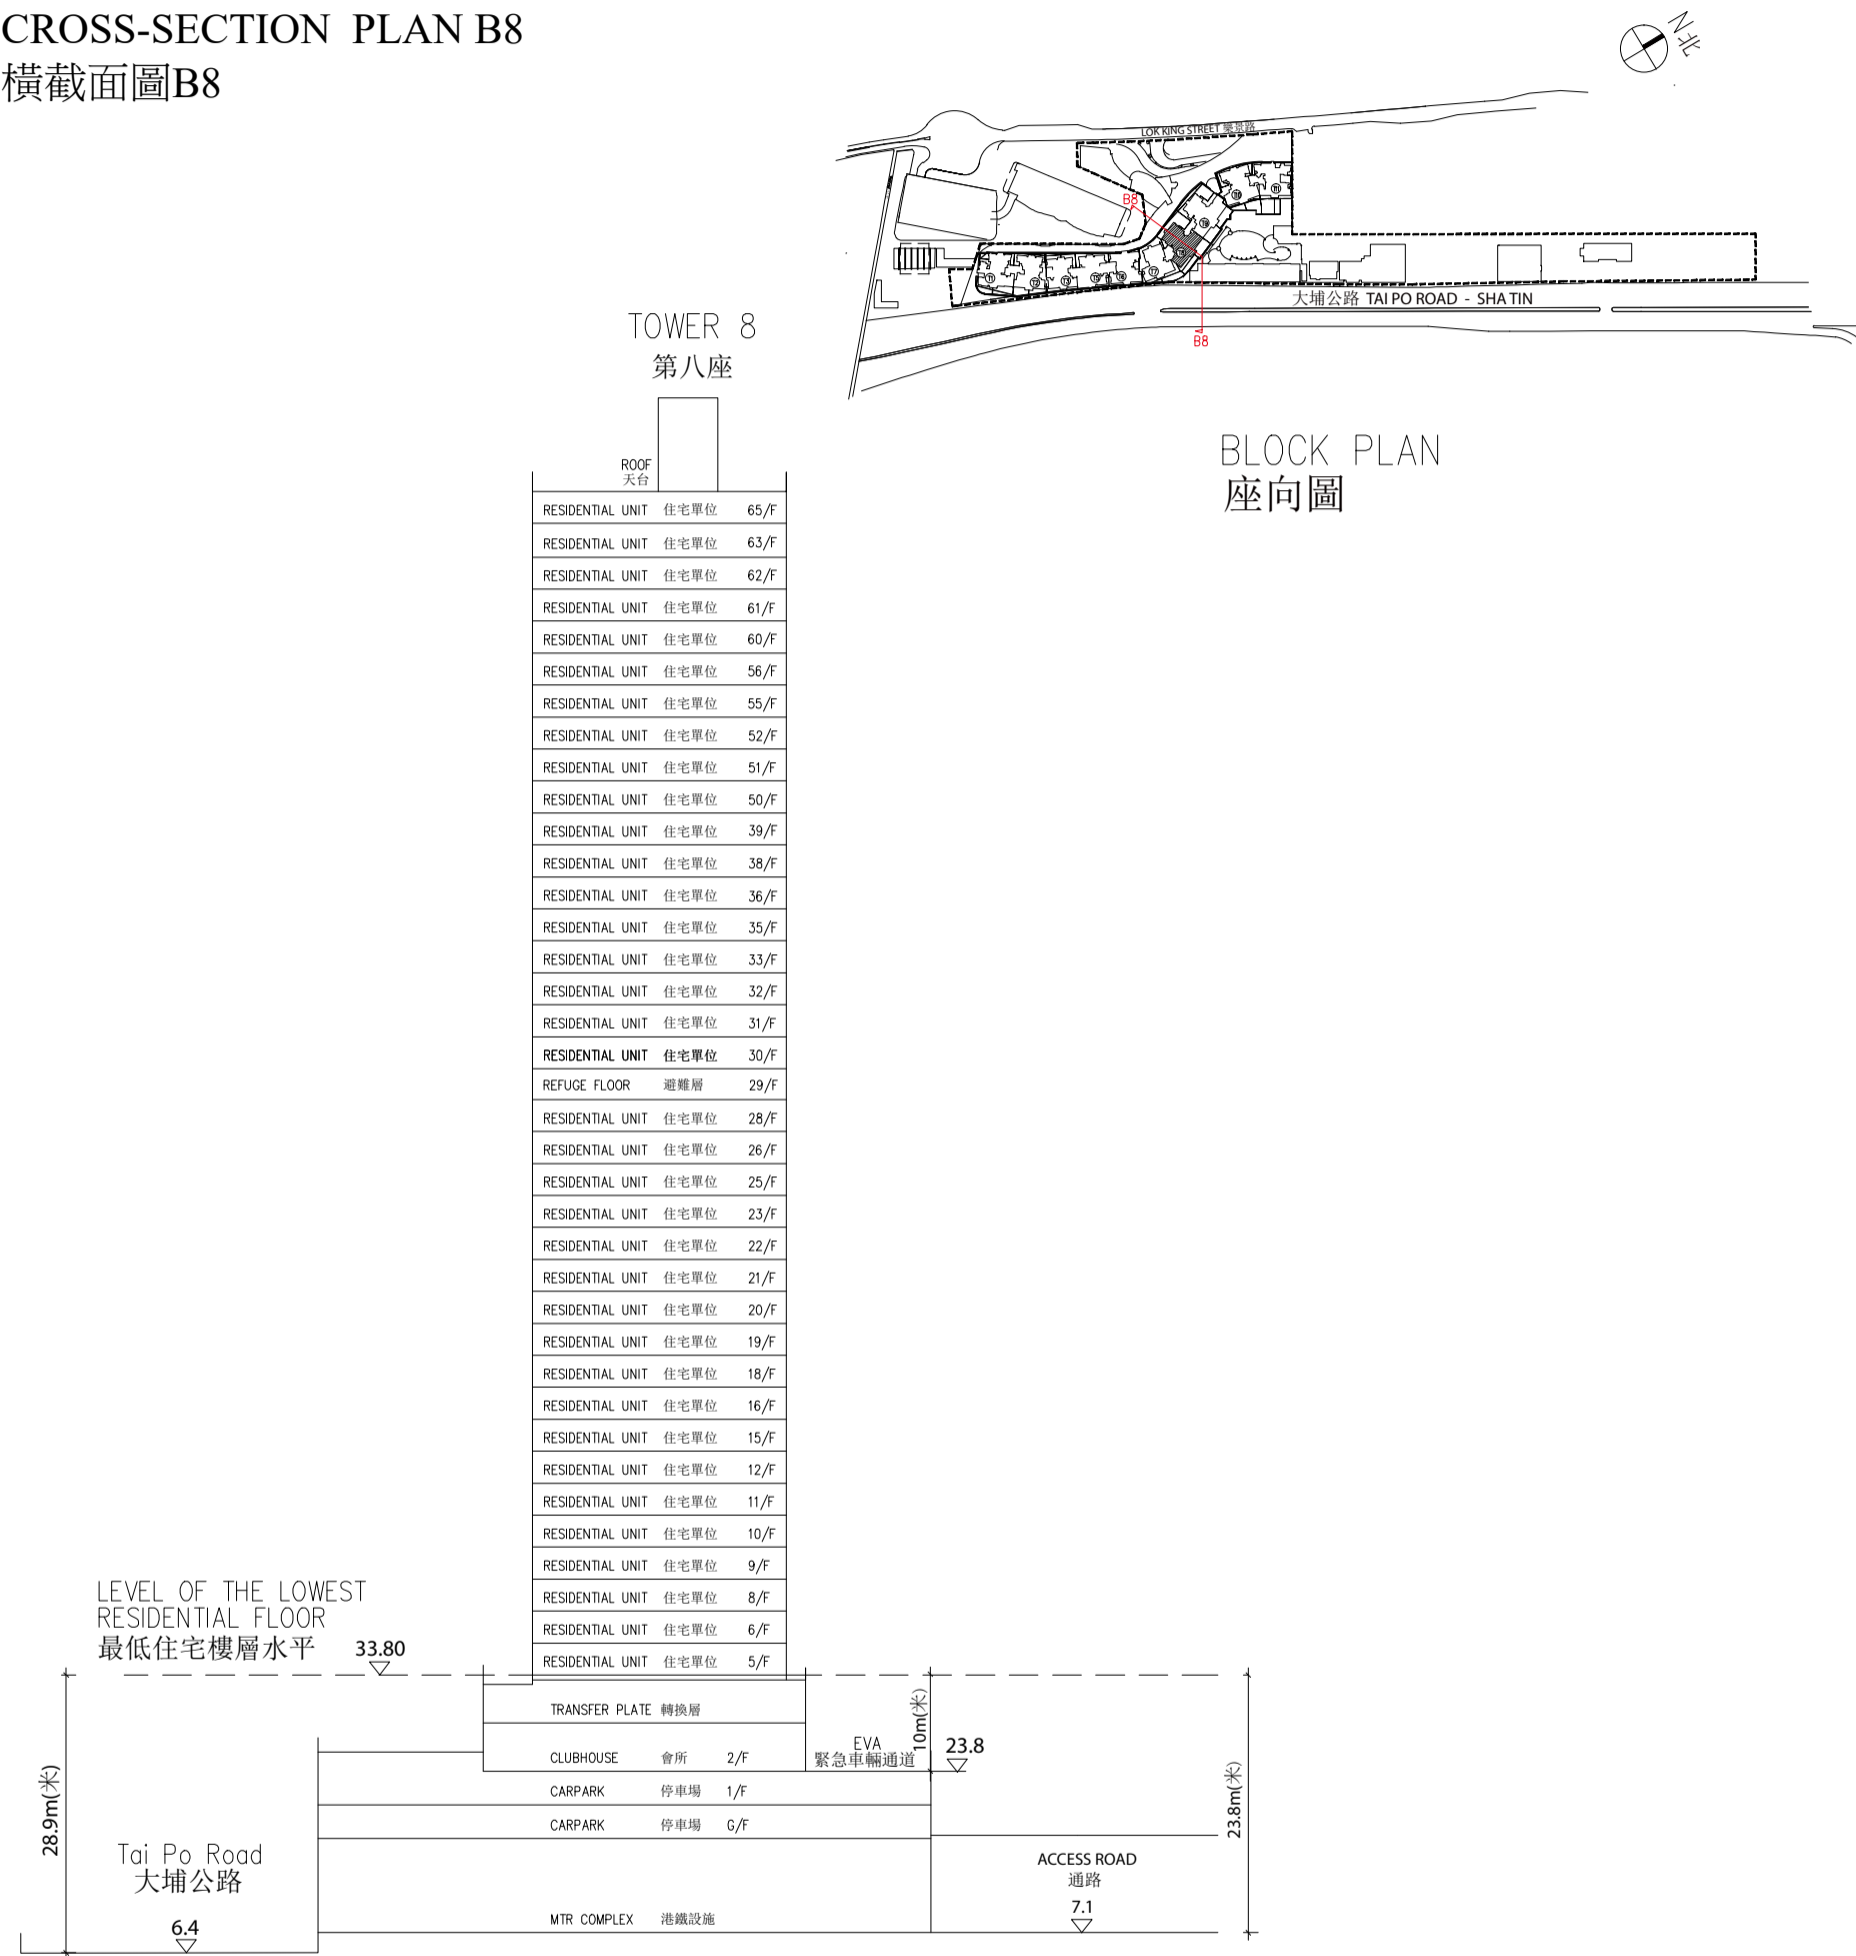 CROSS-SECTION PLAN B8
橫截面圖B8
N 北
LOK KING STREET 樂景路
B8
T1
T2
T3
T5
T6
T7
T8
T9
T10
T11
大埔公路 TAI PO ROAD - SHA TIN
B8
BLOCK PLAN
座向圖
TOWER 8
第八座
ROOF
天台
RESIDENTIAL UNIT 住宅單位 65/F
RESIDENTIAL UNIT 住宅單位 63/F
RESIDENTIAL UNIT 住宅單位 62/F
RESIDENTIAL UNIT 住宅單位 61/F
RESIDENTIAL UNIT 住宅單位 60/F
RESIDENTIAL UNIT 住宅單位 56/F
RESIDENTIAL UNIT 住宅單位 55/F
RESIDENTIAL UNIT 住宅單位 52/F
RESIDENTIAL UNIT 住宅單位 51/F
RESIDENTIAL UNIT 住宅單位 50/F
RESIDENTIAL UNIT 住宅單位 39/F
RESIDENTIAL UNIT 住宅單位 38/F
RESIDENTIAL UNIT 住宅單位 36/F
RESIDENTIAL UNIT 住宅單位 35/F
RESIDENTIAL UNIT 住宅單位 33/F
RESIDENTIAL UNIT 住宅單位 32/F
RESIDENTIAL UNIT 住宅單位 31/F
RESIDENTIAL UNIT 住宅單位 30/F
REFUGE FLOOR 避難層 29/F
RESIDENTIAL UNIT 住宅單位 28/F
RESIDENTIAL UNIT 住宅單位 26/F
RESIDENTIAL UNIT 住宅單位 25/F
RESIDENTIAL UNIT 住宅單位 23/F
RESIDENTIAL UNIT 住宅單位 22/F
RESIDENTIAL UNIT 住宅單位 21/F
RESIDENTIAL UNIT 住宅單位 20/F
RESIDENTIAL UNIT 住宅單位 19/F
RESIDENTIAL UNIT 住宅單位 18/F
RESIDENTIAL UNIT 住宅單位 16/F
RESIDENTIAL UNIT 住宅單位 15/F
RESIDENTIAL UNIT 住宅單位 12/F
RESIDENTIAL UNIT 住宅單位 11/F
RESIDENTIAL UNIT 住宅單位 10/F
RESIDENTIAL UNIT 住宅單位 9/F
RESIDENTIAL UNIT 住宅單位 8/F
RESIDENTIAL UNIT 住宅單位 6/F
RESIDENTIAL UNIT 住宅單位 5/F
LEVEL OF THE LOWEST
RESIDENTIAL FLOOR
最低住宅樓層水平 33.80
TRANSFER PLATE 轉換層
CLUBHOUSE 會所 2/F
CARPARK 停車場 1/F
CARPARK 停車場 G/F
MTR COMPLEX 港鐵設施
EVA
緊急車輛通道
10m(米)
23.8
28.9m(米)
23.8m(米)
Tai Po Road
大埔公路
6.4
ACCESS ROAD
通路
7.1